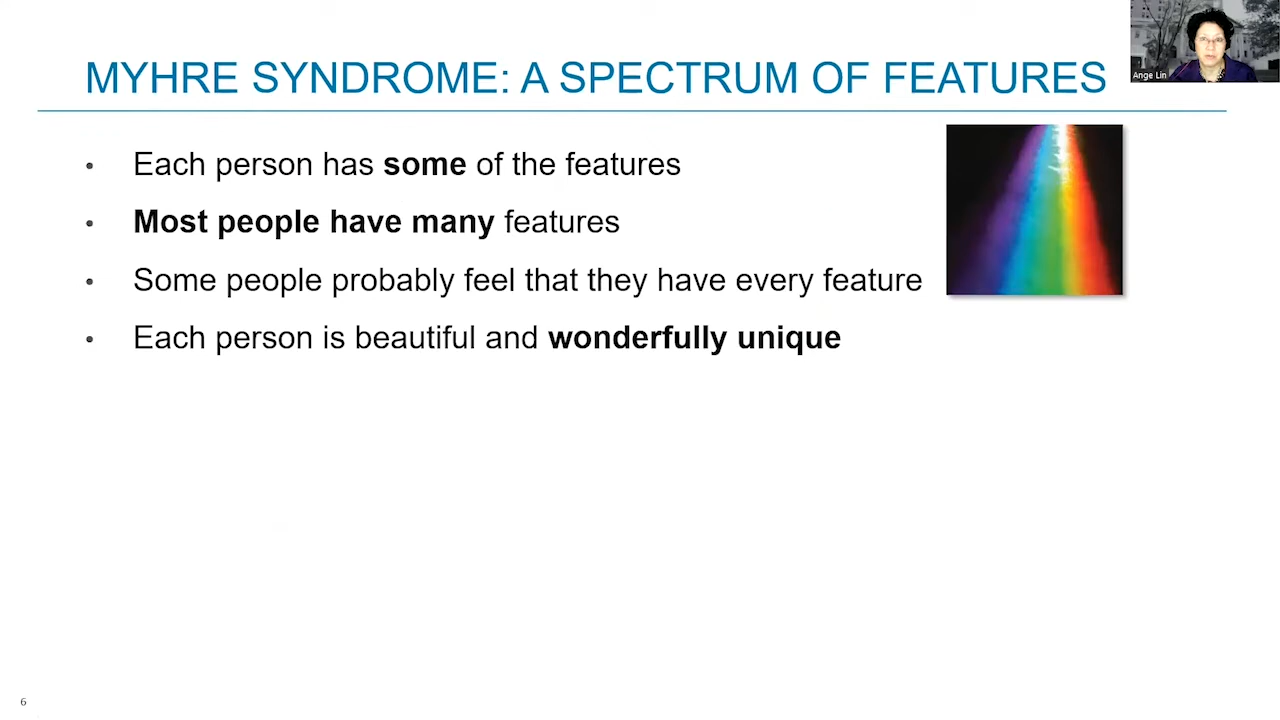 MYHRE SYNDROME: A SPECTRUM OF FEATURES
Ange Lin
• Each person has some of the features
• Most people have many features
• Some people probably feel that they have every feature
• Each person is beautiful and wonderfully unique
6